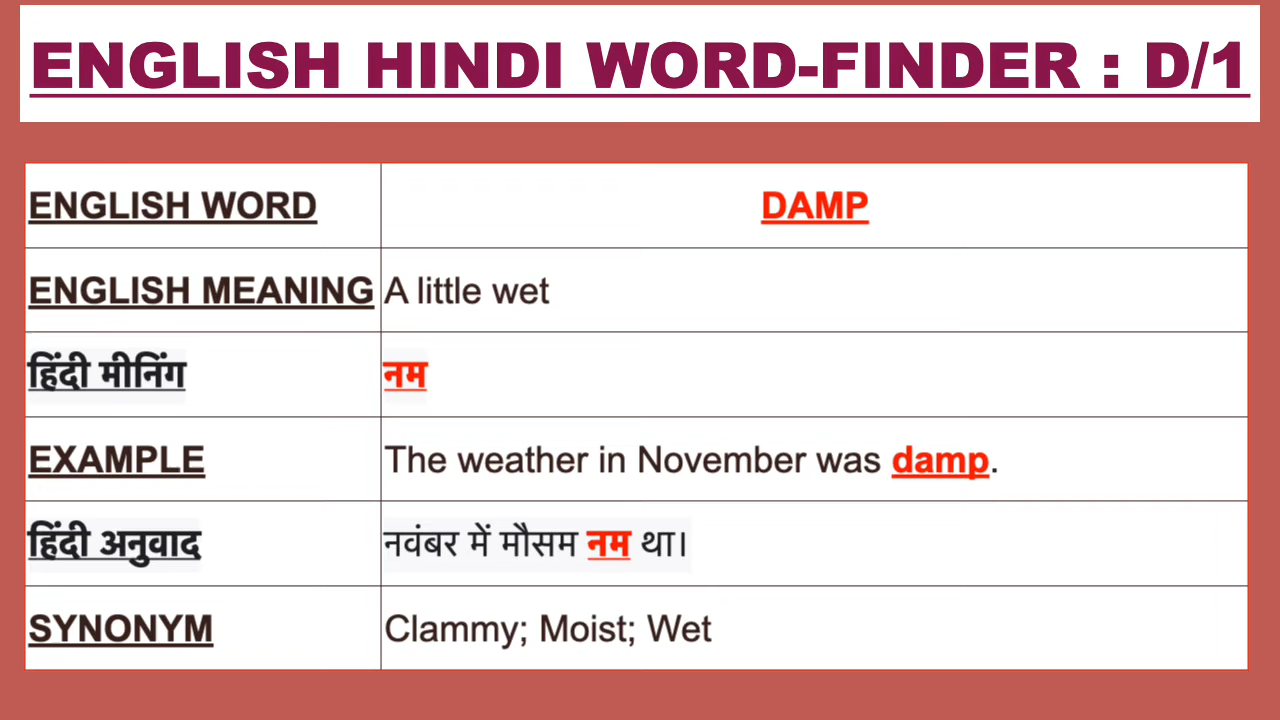 ENGLISH HINDI WORD-FINDER : D/1
ENGLISH WORD DAMP
ENGLISH MEANING A little wet
हिंदी मीनिंग नम
EXAMPLE The weather in November was damp.
हिंदी अनुवाद नवंबर में मौसम नम था।
SYNONYM Clammy; Moist; Wet